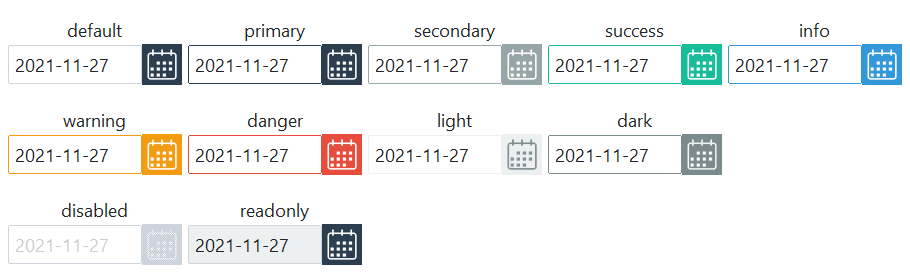 default primary secondary success info
2021-11-27 2021-11-27 2021-11-27 2021-11-27 2021-11-27
warning danger light dark
2021-11-27 2021-11-27 2021-11-27 2021-11-27
disabled readonly
2021-11-27 2021-11-27